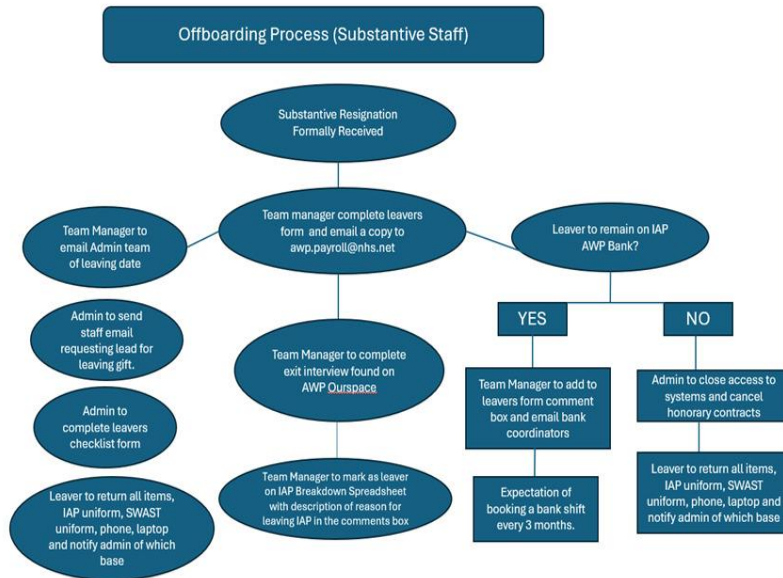 Offboarding Process (Substantive Staff)
Substantive Resignation
Formally Received
Team Manager to
email Admin team
of leaving date
Team manager complete leavers
form and email a copy to
awp.payroll@nhs.net
Leaver to remain on IAP
AWP Bank?
Admin to send
staff email
requesting lead for
leaving gift.
Admin to
complete leavers
checklist form
Leaver to return all items,
IAP uniform, SWAST
uniform, phone, laptop
and notify admin of which
base
Team Manager to complete
exit interview found on
AWP Ourspace
Team Manager to mark as leaver
on IAP Breakdown Spreadsheet
with description of reason for
leaving IAP in the comments box
YES
Team Manager to add to
leavers form comment
box and email bank
coordinators
Expectation of
booking a bank shift
every 3 months.
NO
Admin to close access to
systems and cancel
honorary contracts
Leaver to return all items,
IAP uniform, SWAST
uniform, phone, laptop and
notify admin of which base